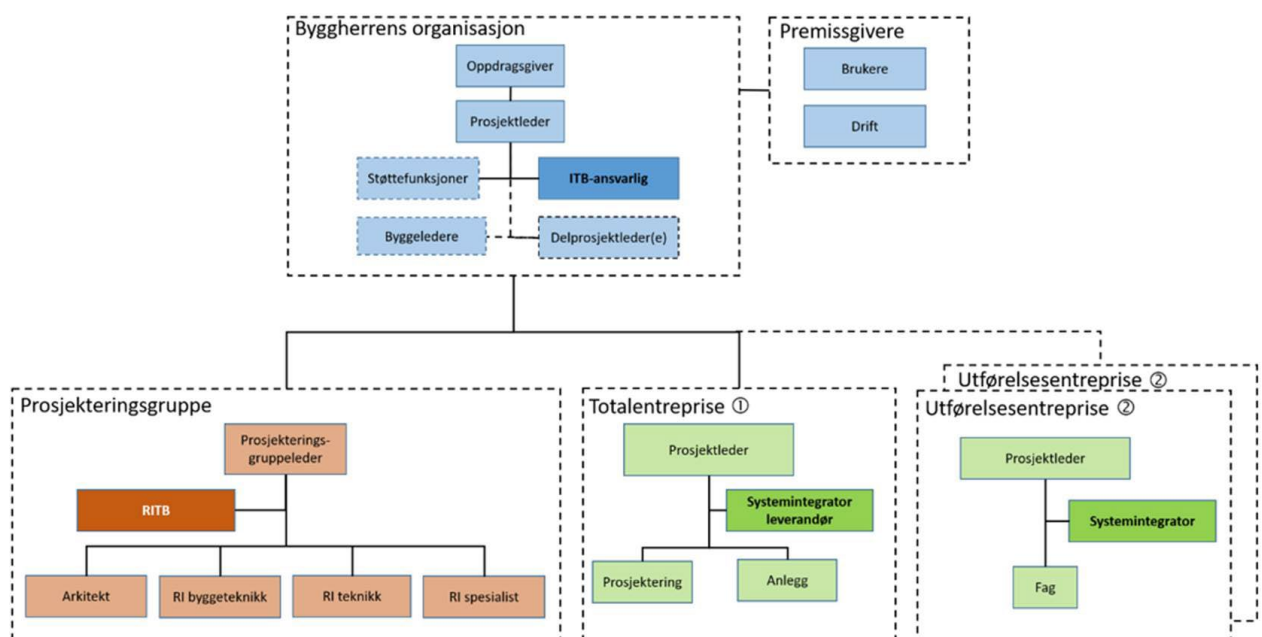 Byggherrens organisasjon
Oppdragsgiver
Prosjektleder
Støttefunksjoner
ITB-ansvarlig
Byggeledere
Delprosjektleder(e)
Premissgivere
Brukere
Drift
Prosjekteringsgruppe
Prosjekterings-
gruppeleder
RITB
Arkitekt
RI byggeteknikk
RI teknikk
RI spesialist
Totalentreprise ①
Prosjektleder
Systemintegrator
leverandør
Prosjektering
Anlegg
Utførelsesentreprise ②
Utførelsesentreprise ②
Prosjektleder
Systemintegrator
Fag